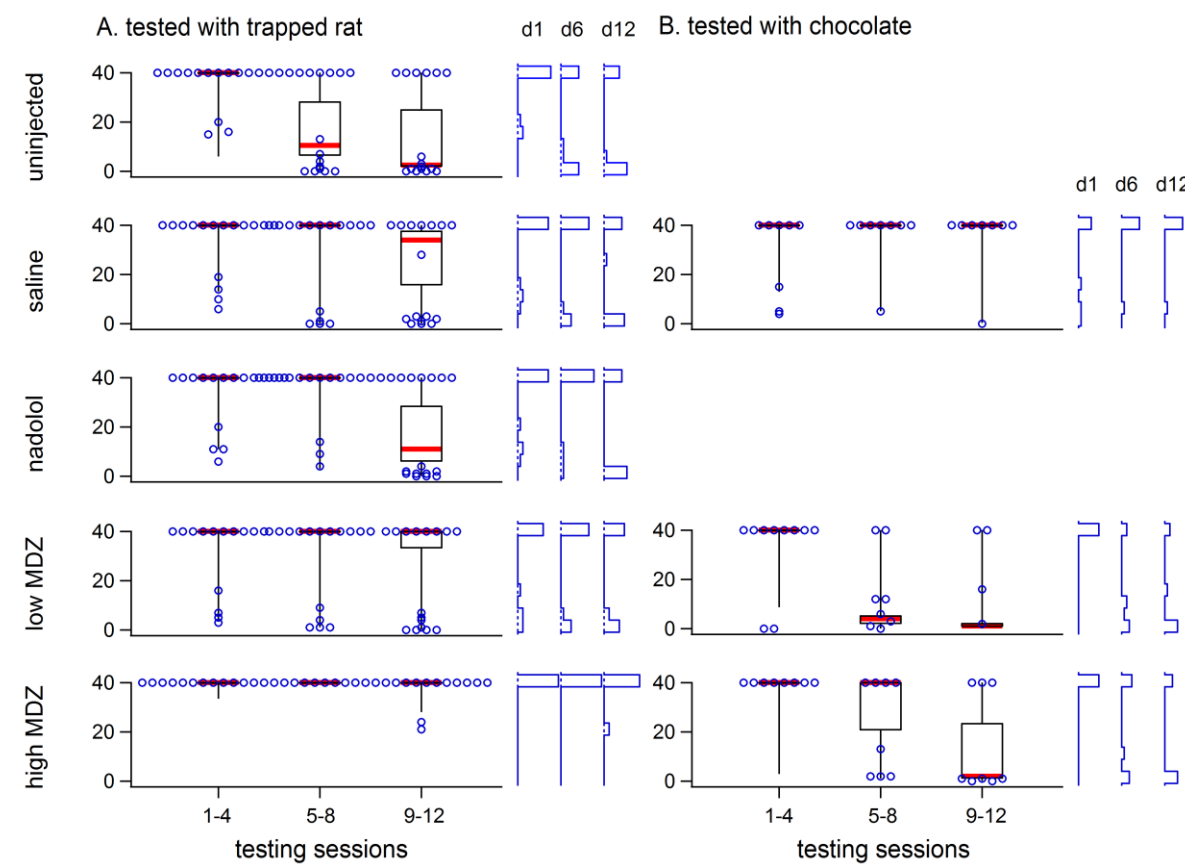 A. tested with trapped rat d1 d6 d12 B. tested with chocolate
uninjected
40
20
0
d1 d6 d12
saline
40
20
0
40
20
0
nadolol
40
20
0
low MDZ
40
20
0
40
20
0
high MDZ
40
20
0
40
20
0
1-4 5-8 9-12 1-4 5-8 9-12
testing sessions testing sessions